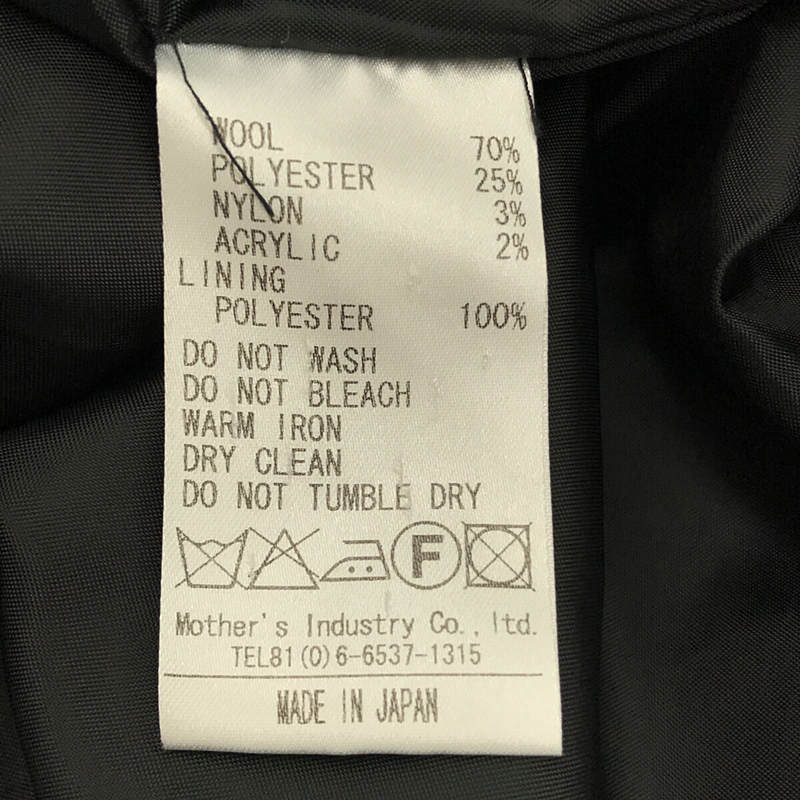 WOOL 70%
POLYESTER 25%
NYLON 3%
ACRYLIC 2%
LINING
POLYESTER 100%
DO NOT WASH
DO NOT BLEACH
WARM IRON
DRY CLEAN
DO NOT TUMBLE DRY
F
Mother's Industry Co., ltd.
TEL81(0)6-6537-1315
MADE IN JAPAN